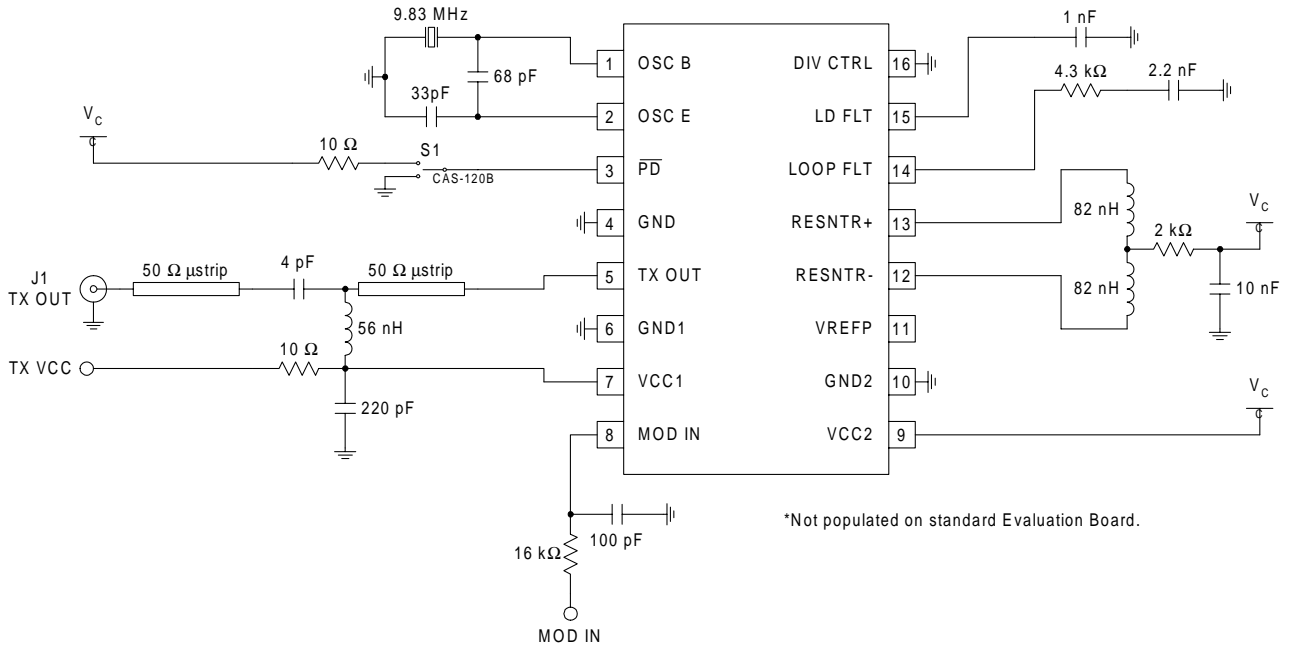 9.83 MHz
68 pF
33pF
V_C
C
10 Ω
S1
CAS-120B
J1
TX OUT
50 Ω μstrip
4 pF
50 Ω μstrip
56 nH
10 Ω
TX VCC
220 pF
1 OSC B
2 OSC E
3 P̅D̅
4 GND
5 TX OUT
6 GND1
7 VCC1
8 MOD IN
DIV CTRL 16
LD FLT 15
LOOP FLT 14
RESNTR+ 13
RESNTR- 12
VREFP 11
GND2 10
VCC2 9
1 nF
4.3 kΩ
2.2 nF
82 nH
2 kΩ
V_C
C
82 nH
10 nF
V_C
C
100 pF
16 kΩ
MOD IN
*Not populated on standard Evaluation Board.